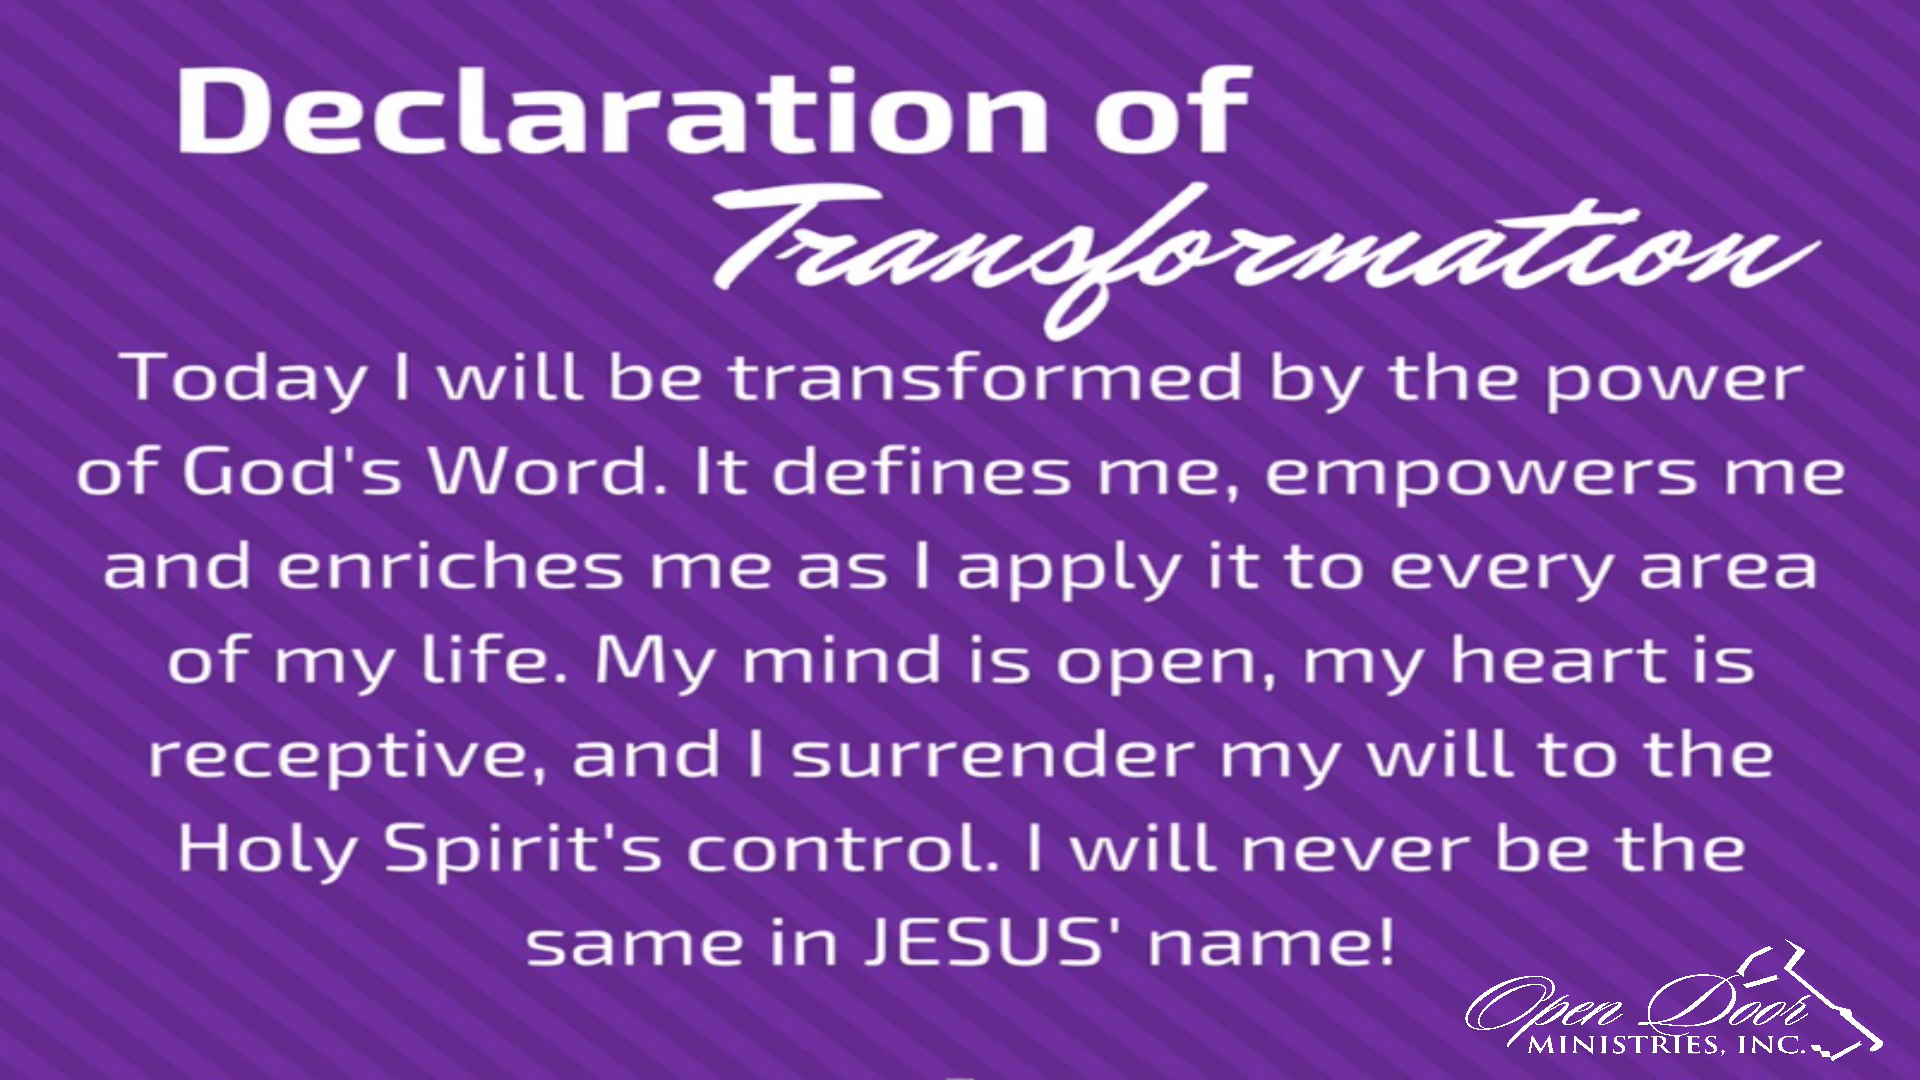 Declaration of
Transformation
Today I will be transformed by the power
of God's Word. It defines me, empowers me
and enriches me as I apply it to every area
of my life. My mind is open, my heart is
receptive, and I surrender my will to the
Holy Spirit's control. I will never be the
same in JESUS' name!
Open Door
MINISTRIES, INC.